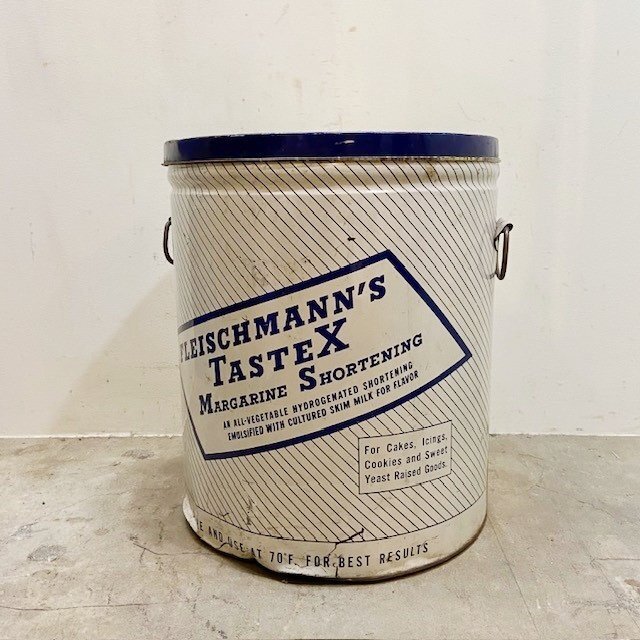 FLEISCHMANN'S
TASTEX
MARGARINE SHORTENING
AN ALL-VEGETABLE HYDROGENATED SHORTENING
EMULSIFIED WITH CULTURED SKIM MILK FOR FLAVOR
For Cakes, Icings,
Cookies and Sweet
Yeast Raised Goods.
AND USE AT 70°F. FOR BEST RESULTS